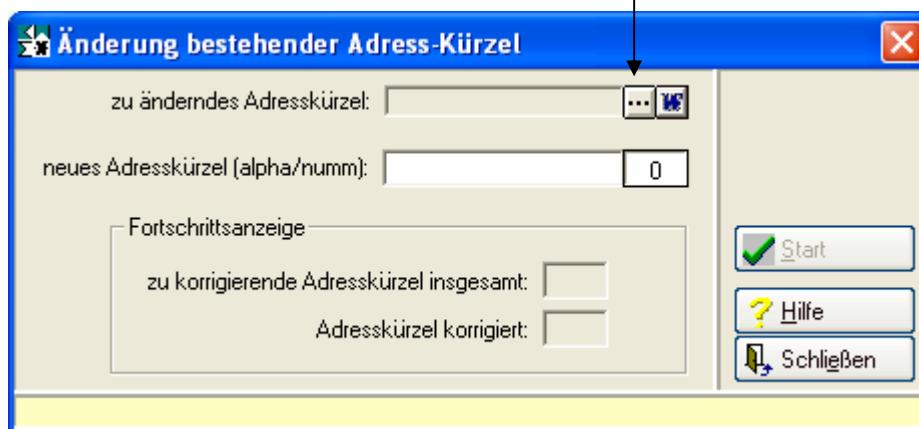 Änderung bestehender Adress-Kürzel
zu änderndes Adresskürzel:
...
W
neues Adresskürzel (alpha/numm):
0
Fortschrittsanzeige
zu korrigierende Adresskürzel insgesamt:
Adresskürzel korrigiert:
Start
? Hilfe
Schließen